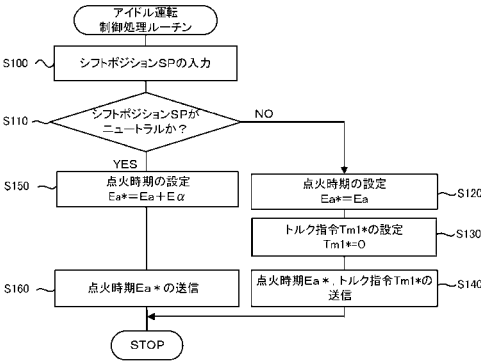 アイドル運転
制御処理ルーチン
S100
シフトポジションSPの入力
S110
シフトポジションSPが
ニュートラルか?
NO
YES
S150
点火時期の設定
Ea*=Ea+Eα
点火時期の設定
Ea*=Ea
S120
トルク指令Tm1*の設定
Tm1*=0
S130
S160
点火時期Ea*の送信
点火時期Ea*,トルク指令Tm1*の
送信
S140
STOP